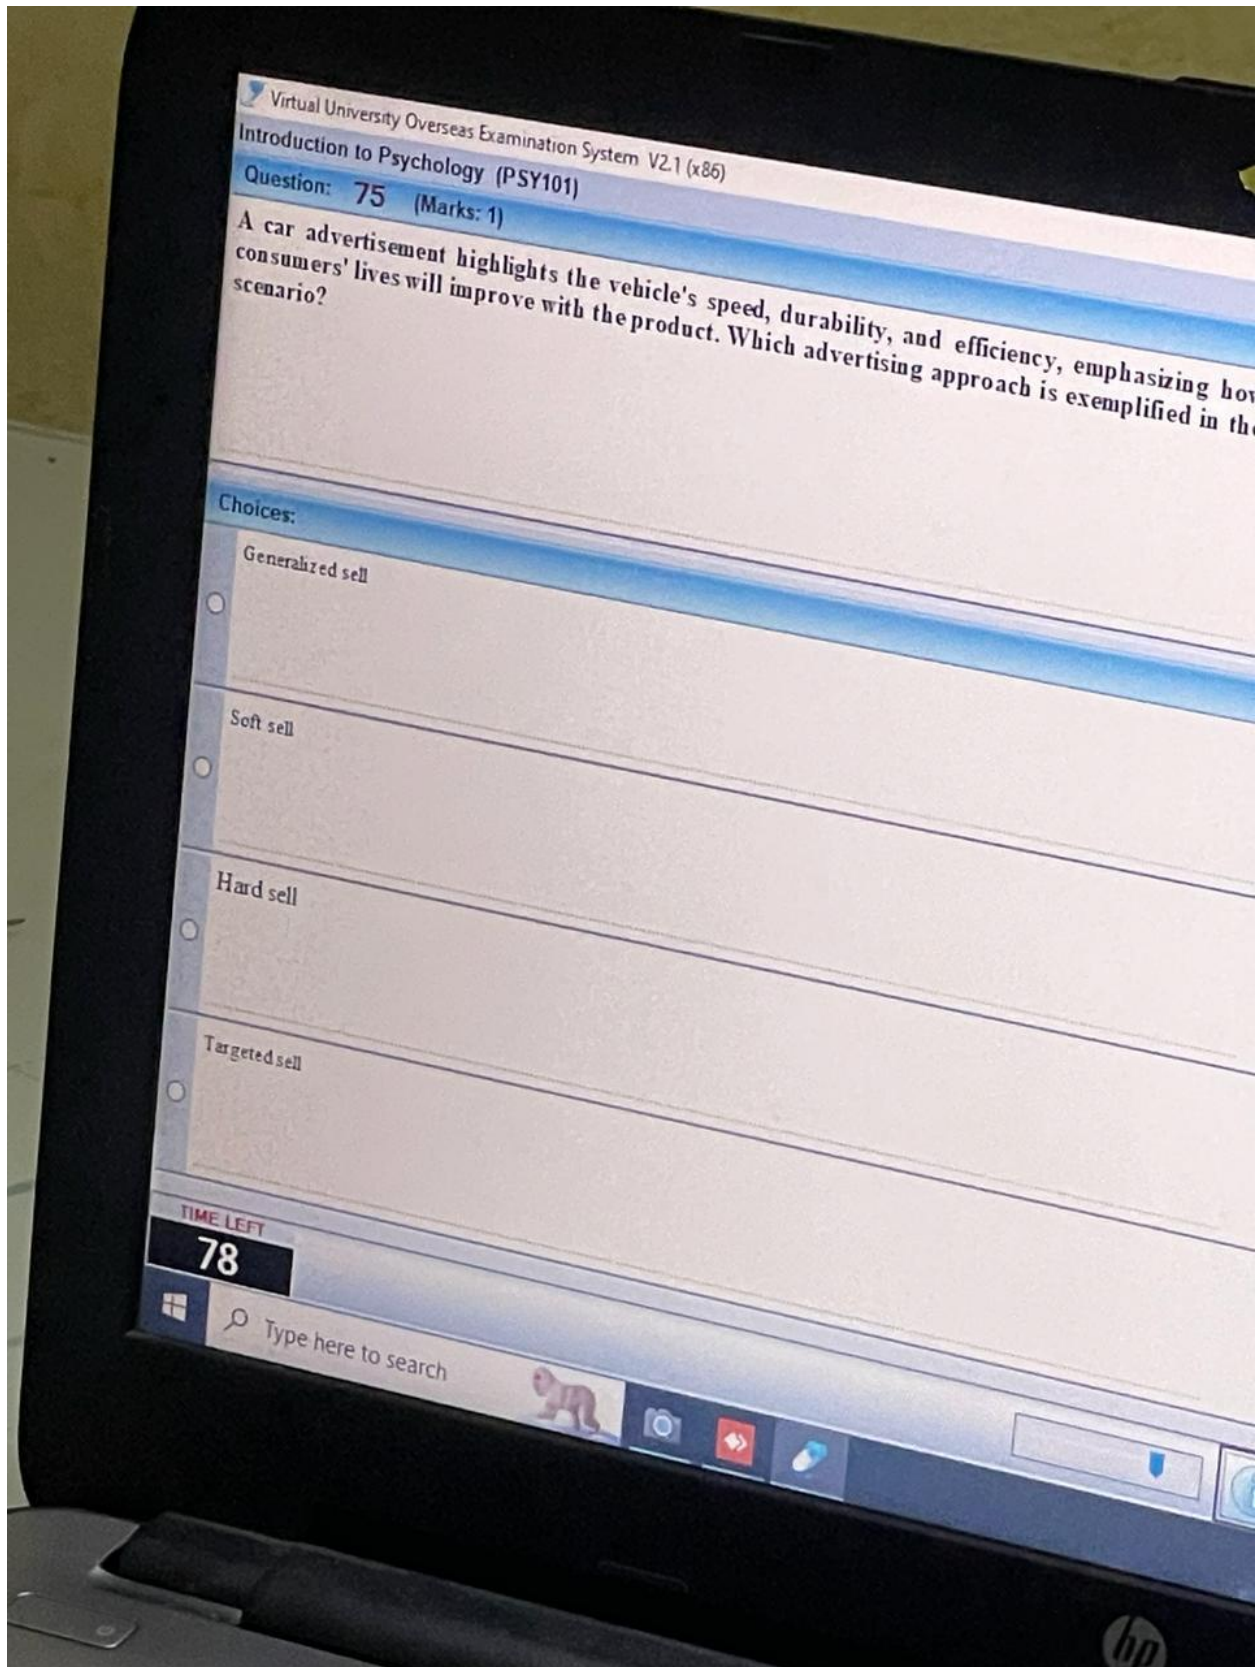 Virtual University Overseas Examination System V2.1 (x86)
Introduction to Psychology (PSY101)
Question: 75 (Marks: 1)
A car advertisement highlights the vehicle's speed, durability, and efficiency, emphasizing
consumers' lives will improve with the product. Which advertising approach is exemplified in
scenario?
Choices:
Generalized sell
Soft sell
Hard sell
Targeted sell
TIME LEFT
78
Type here to search
hp